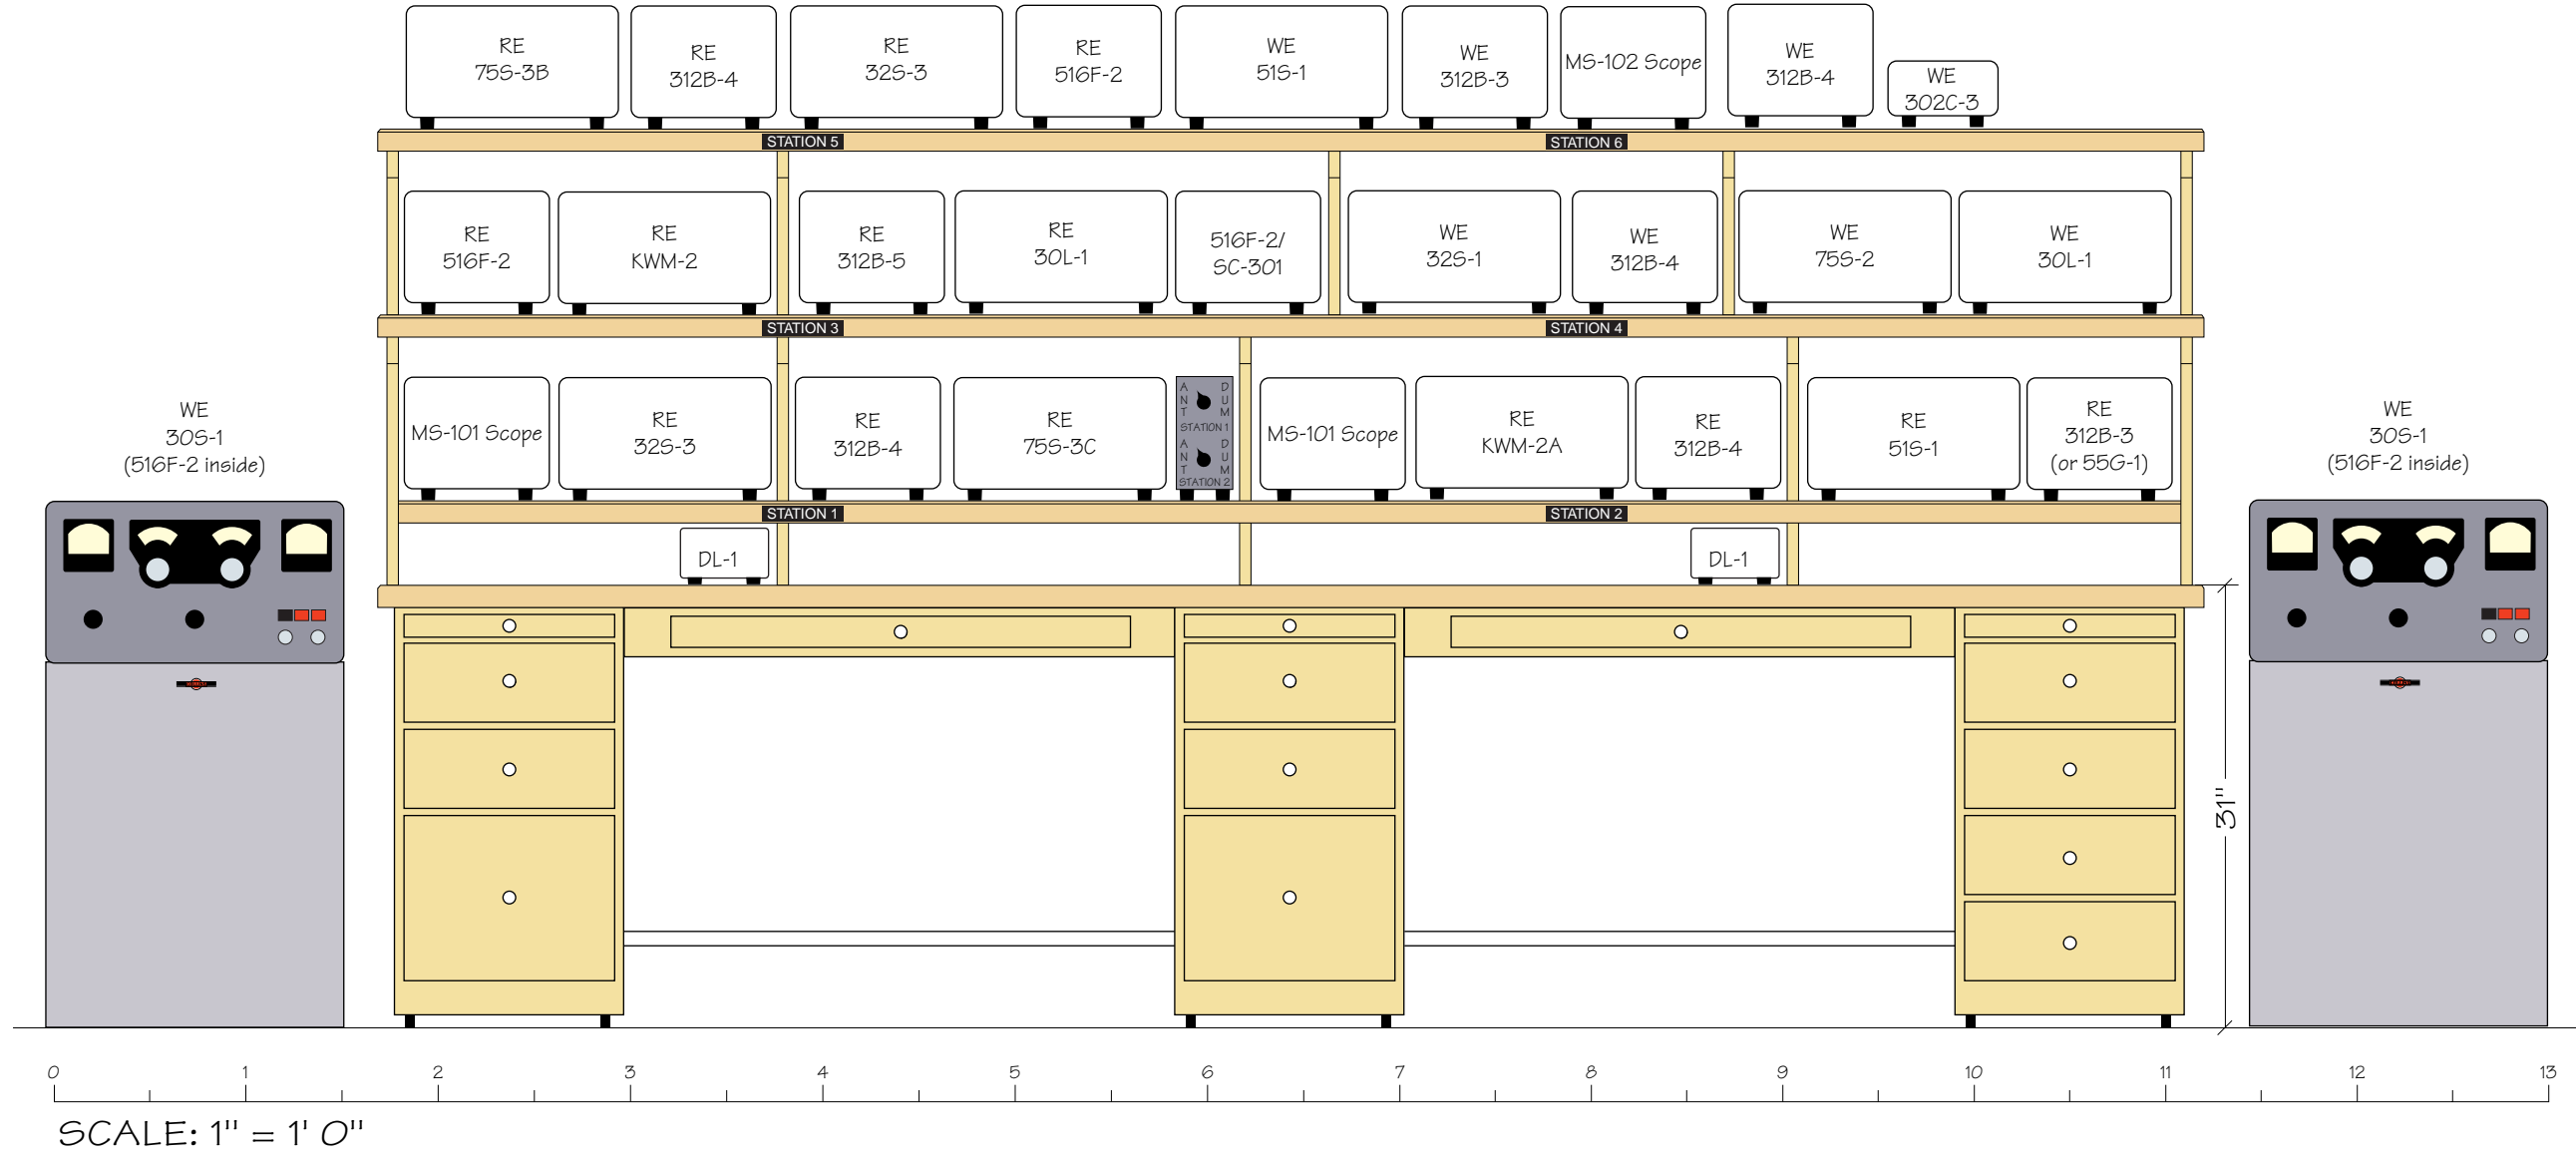 RE
75S-3B
RE
312B-4
RE
32S-3
RE
516F-2
WE
51S-1
WE
312B-3
MS-102 Scope
WE
312B-4
WE
302C-3
STATION 5
STATION 6
RE
516F-2
RE
KWM-2
RE
312B-5
RE
30L-1
516F-2/
SC-301
WE
32S-1
WE
312B-4
WE
75S-2
WE
30L-1
STATION 3
STATION 4
WE
30S-1
(516F-2 inside)
MS-101 Scope
RE
32S-3
RE
312B-4
RE
75S-3C
ANT
DUM
STATION 1
ANT
DUM
STATION 2
MS-101 Scope
RE
KWM-2A
RE
312B-4
RE
51S-1
RE
312B-3
(or 55G-1)
WE
30S-1
(516F-2 inside)
STATION 1
STATION 2
DL-1
DL-1
31"
0 1 2 3 4 5 6 7 8 9 10 11 12 13
SCALE: 1" = 1' 0"